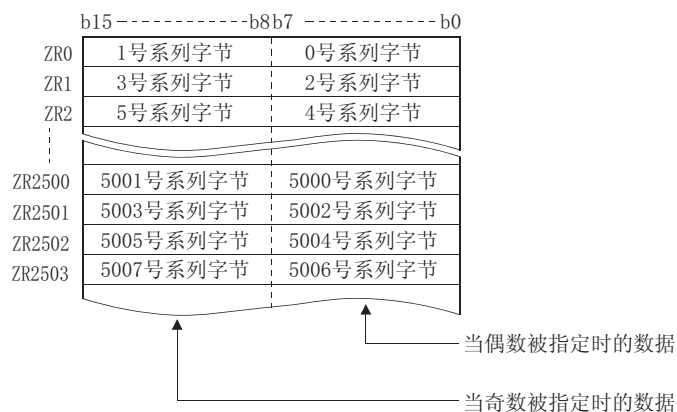 b15 b8 b7 b0
ZR0 1号系列字节 0号系列字节
ZR1 3号系列字节 2号系列字节
ZR2 5号系列字节 4号系列字节
ZR2500 5001号系列字节 5000号系列字节
ZR2501 5003号系列字节 5002号系列字节
ZR2502 5005号系列字节 5004号系列字节
ZR2503 5007号系列字节 5006号系列字节
当偶数被指定时的数据
当奇数被指定时的数据